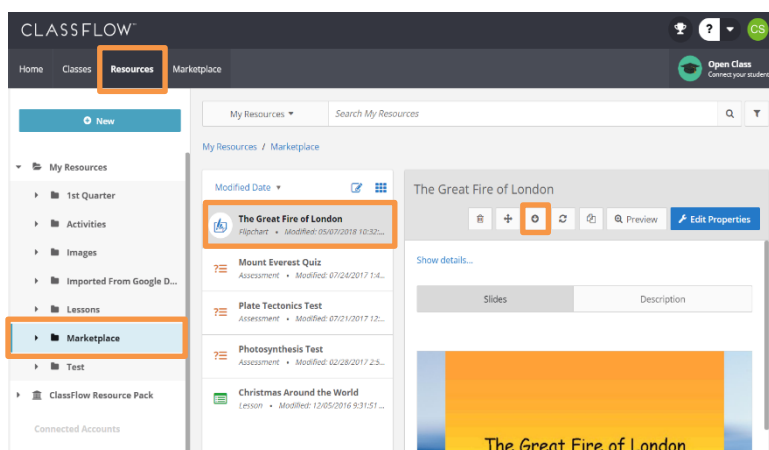 CLASSFLOW
? CS
Home Classes Resources Marketplace
Open Class
Connect your student
New
My Resources
1st Quarter
Activities
Images
Imported From Google D...
Lessons
Marketplace
Test
ClassFlow Resource Pack
Connected Accounts
My Resources Search My Resources
My Resources / Marketplace
Modified Date
The Great Fire of London
Flipchart • Modified: 05/07/2018 10:32:...
Mount Everest Quiz
Assessment • Modified: 07/24/2017 1:4...
Plate Tectonics Test
Assessment • Modified: 07/21/2017 12:...
Photosynthesis Test
Assessment • Modified: 02/28/2017 2:5...
Christmas Around the World
Lesson • Modified: 12/05/2016 9:31:51 ...
The Great Fire of London
Preview Edit Properties
Show details...
Slides Description
The Great Fire of London